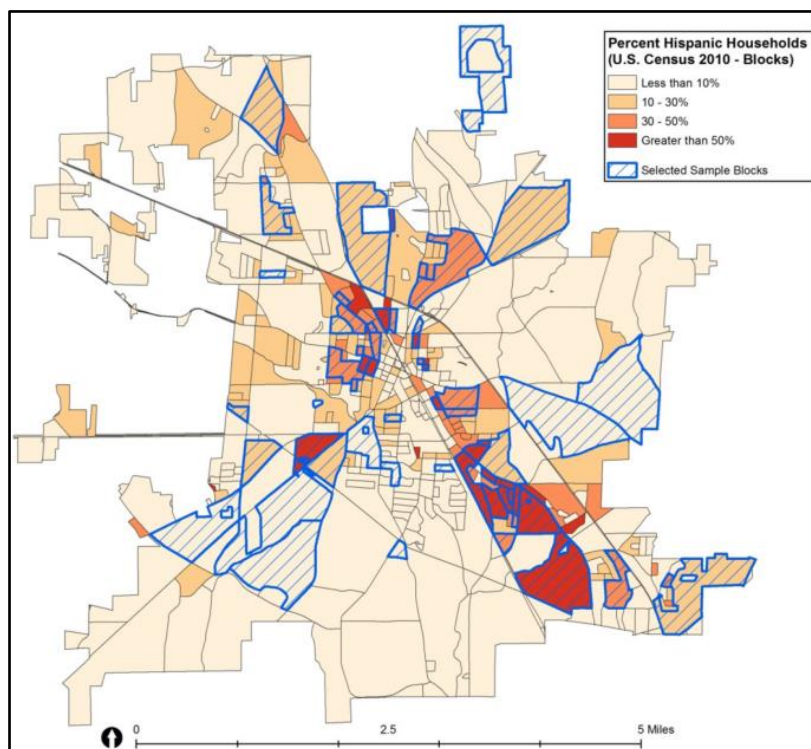 Percent Hispanic Households
(U.S. Census 2010 - Blocks)
Less than 10%
10 - 30%
30 - 50%
Greater than 50%
Selected Sample Blocks
0 2.5 5 Miles